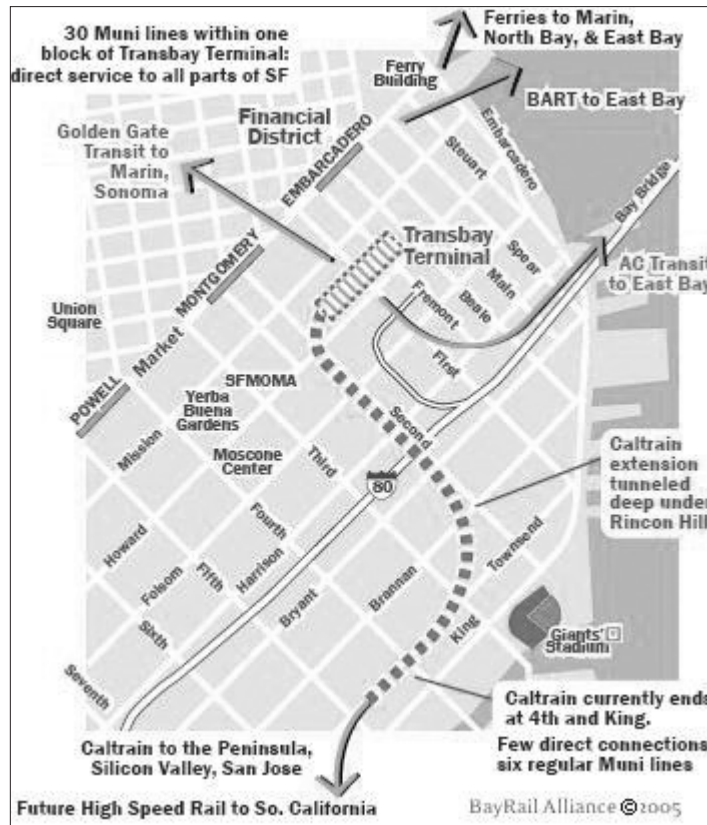 30 Muni lines within one
block of Transbay Terminal:
direct service to all parts of SF
Ferries to Marin,
North Bay, & East Bay
Ferry
Building
BART to East Bay
Golden Gate
Transit to
Marin,
Sonoma
Financial
District
EMBARCADERO
Embarcadero
Steuart
Bay Bridge
Transbay
Terminal
Spear
Main
Beale
Fremont
First
AC Transit
to East Bay
MONTGOMERY
Union
Square
Market
POWELL
SFMOMA
Yerba
Buena
Gardens
Second
Mission
Moscone
Center
Third
80
Caltrain
extension
tunneled
deep under
Rincon Hill
Howard
Folsom
Fourth
Fifth
Harrison
Townsend
Brannan
Bryant
Sixth
King
Giants'
Stadium
Seventh
Caltrain currently ends
at 4th and King.
Few direct connections
six regular Muni lines
Caltrain to the Peninsula,
Silicon Valley, San Jose
Future High Speed Rail to So. California
BayRail Alliance © 2005